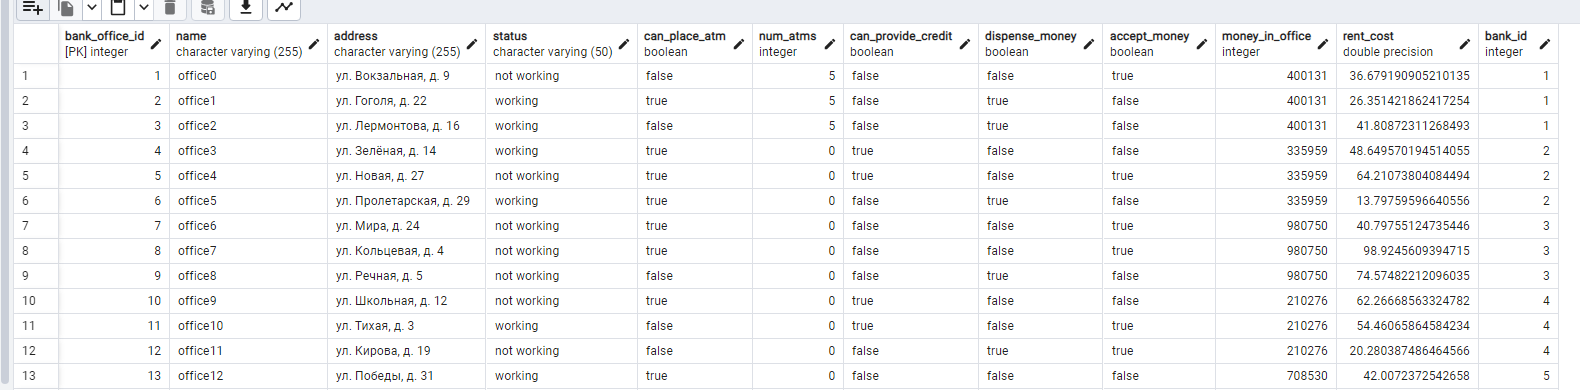 bank_office_id name address status can_place_atm num_atms can_provide_credit dispense_money accept_money money_in_office rent_cost bank_id
[PK] integer character varying (255) character varying (255) character varying (50) boolean integer boolean boolean boolean integer double precision integer
1 1 office0 ул. Вокзальная, д. 9 not working false 5 false false true 400131 36.679190905210135 1
2 2 office1 ул. Гоголя, д. 22 working true 5 false true false 400131 26.351421862417254 1
3 3 office2 ул. Лермонтова, д. 16 working false 5 false true false 400131 41.80872311268493 1
4 4 office3 ул. Зелёная, д. 14 working true 0 true false false 335959 48.649570194514055 2
5 5 office4 ул. Новая, д. 27 not working true 0 true false true 335959 64.21073804084494 2
6 6 office5 ул. Пролетарская, д. 29 working true 0 false true false 335959 13.79759596640556 2
7 7 office6 ул. Мира, д. 24 not working true 0 false false true 980750 40.79755124735446 3
8 8 office7 ул. Кольцевая, д. 4 not working true 0 false false true 980750 98.9245609394715 3
9 9 office8 ул. Речная, д. 5 not working false 0 false true false 980750 74.57482212096035 3
10 10 office9 ул. Школьная, д. 12 not working true 0 true false false 210276 62.26668563324782 4
11 11 office10 ул. Тихая, д. 3 working false 0 true false true 210276 54.46065864584234 4
12 12 office11 ул. Кирова, д. 19 not working false 0 false true true 210276 20.280387486464566 4
13 13 office12 ул. Победы, д. 31 working true 0 false false false 708530 42.0072372542658 5